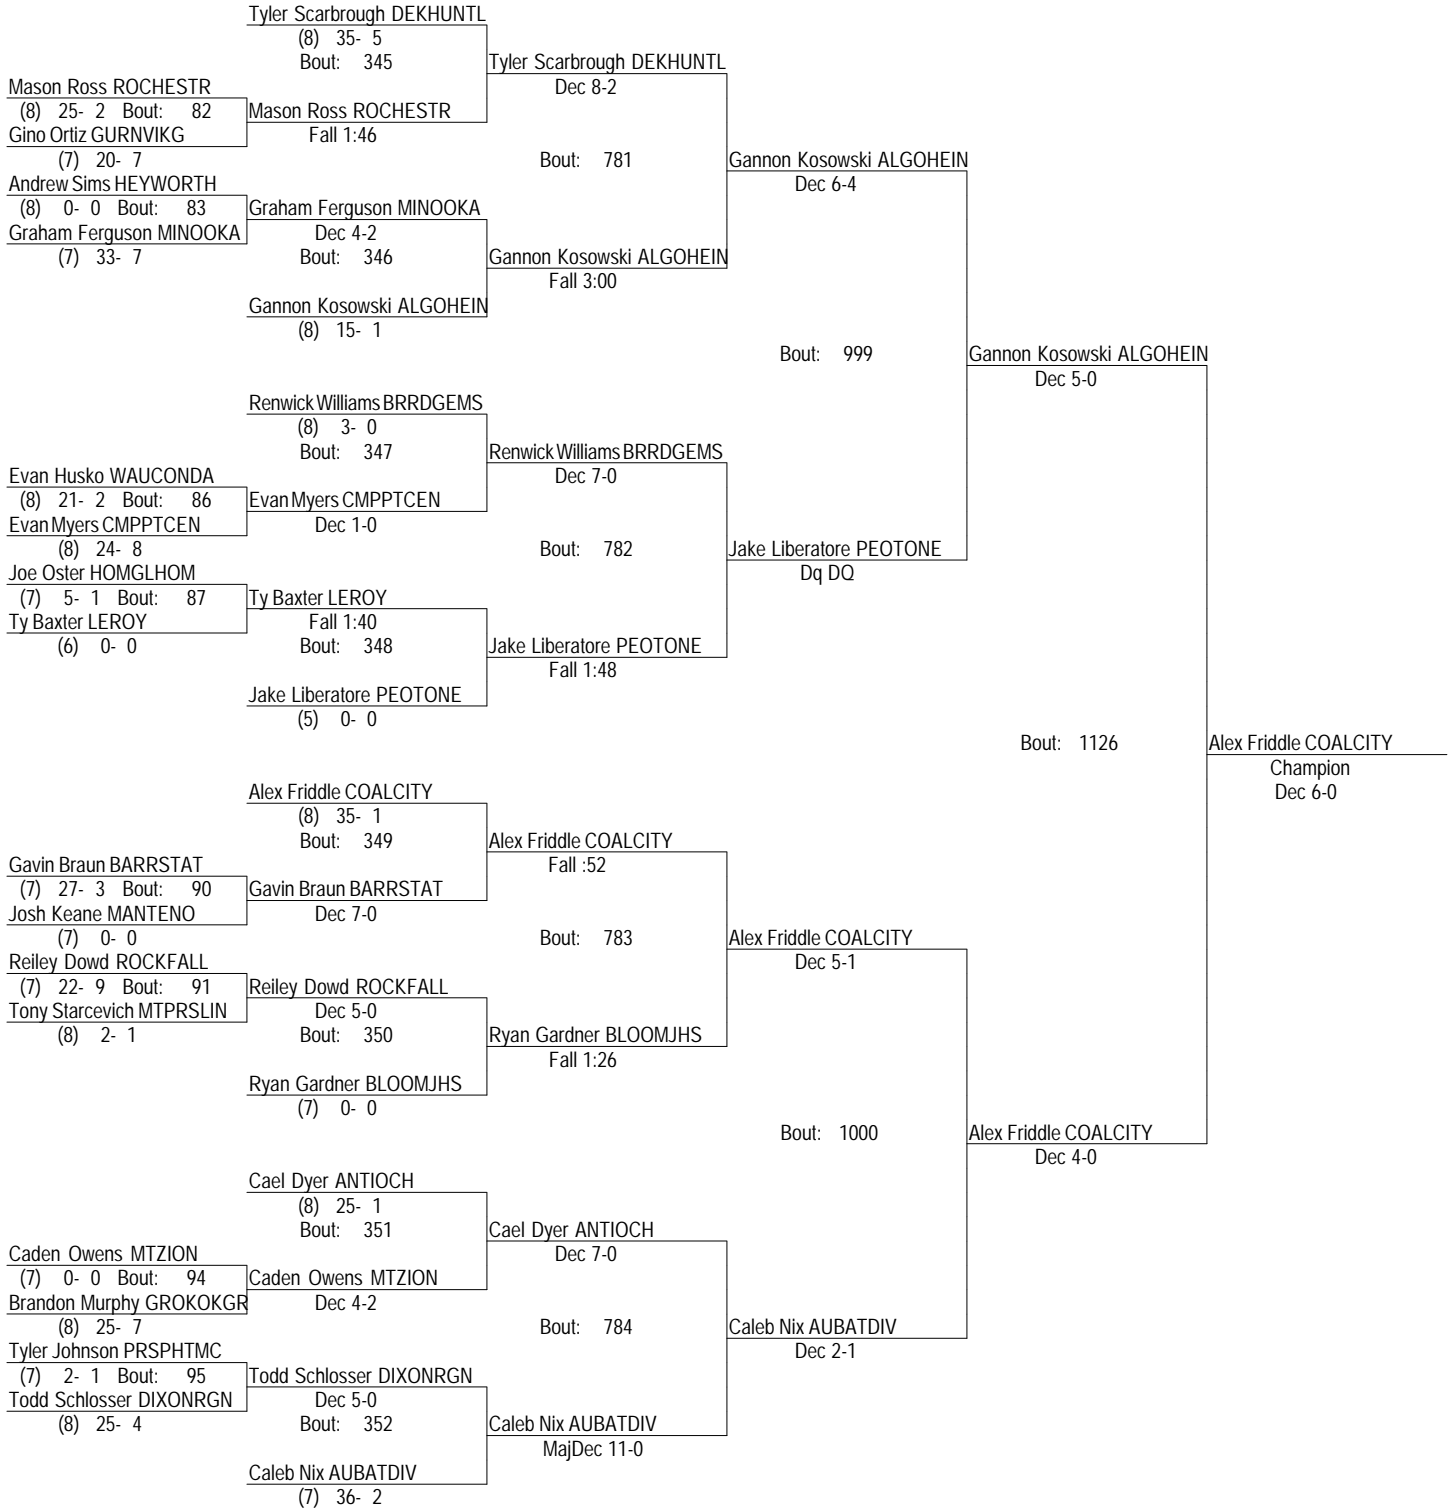 Tyler Scarbrough DEKHUNTL
(8) 35- 5
Bout: 345
Tyler Scarbrough DEKHUNTL
Dec 8-2
Mason Ross ROCHESTR
(8) 25- 2 Bout: 82
Mason Ross ROCHESTR
Gino Ortiz GURNVIKG
Fall 1:46
(7) 20- 7
Bout: 781
Gannon Kosowski ALGOHEIN
Dec 6-4
Andrew Sims HEYWORTH
(8) 0- 0 Bout: 83
Graham Ferguson MINOOKA
Graham Ferguson MINOOKA
Dec 4-2
(7) 33- 7
Bout: 346
Gannon Kosowski ALGOHEIN
Fall 3:00
Gannon Kosowski ALGOHEIN
(8) 15- 1
Bout: 999
Gannon Kosowski ALGOHEIN
Dec 5-0
Renwick Williams BRRDGEMS
(8) 3- 0
Bout: 347
Renwick Williams BRRDGEMS
Dec 7-0
Evan Husko WAUCONDA
(8) 21- 2 Bout: 86
Evan Myers CMPPTCEN
Evan Myers CMPPTCEN
Dec 1-0
(8) 24- 8
Bout: 782
Jake Liberatore PEOTONE
Dq DQ
Joe Oster HOMGLHOM
(7) 5- 1 Bout: 87
Ty Baxter LEROY
Ty Baxter LEROY
Fall 1:40
(6) 0- 0
Bout: 348
Jake Liberatore PEOTONE
Fall 1:48
Jake Liberatore PEOTONE
(5) 0- 0
Bout: 1126
Alex Friddle COALCITY
Champion
Dec 6-0
Alex Friddle COALCITY
(8) 35- 1
Bout: 349
Alex Friddle COALCITY
Fall :52
Gavin Braun BARRSTAT
(7) 27- 3 Bout: 90
Gavin Braun BARRSTAT
Josh Keane MANTENO
Dec 7-0
(7) 0- 0
Bout: 783
Alex Friddle COALCITY
Dec 5-1
Reiley Dowd ROCKFALL
(7) 22- 9 Bout: 91
Reiley Dowd ROCKFALL
Tony Starcevich MTPRSLIN
Dec 5-0
(8) 2- 1
Bout: 350
Ryan Gardner BLOOMJHS
Fall 1:26
Ryan Gardner BLOOMJHS
(7) 0- 0
Bout: 1000
Alex Friddle COALCITY
Dec 4-0
Cael Dyer ANTIOCH
(8) 25- 1
Bout: 351
Cael Dyer ANTIOCH
Dec 7-0
Caden Owens MTZION
(7) 0- 0 Bout: 94
Caden Owens MTZION
Brandon Murphy GROKOKGR
Dec 4-2
(8) 25- 7
Bout: 784
Caleb Nix AUBATDIV
Dec 2-1
Tyler Johnson PRSPHTMC
(7) 2- 1 Bout: 95
Todd Schlosser DIXONRGN
Todd Schlosser DIXONRGN
Dec 5-0
(8) 25- 4
Bout: 352
Caleb Nix AUBATDIV
MajDec 11-0
Caleb Nix AUBATDIV
(7) 36- 2